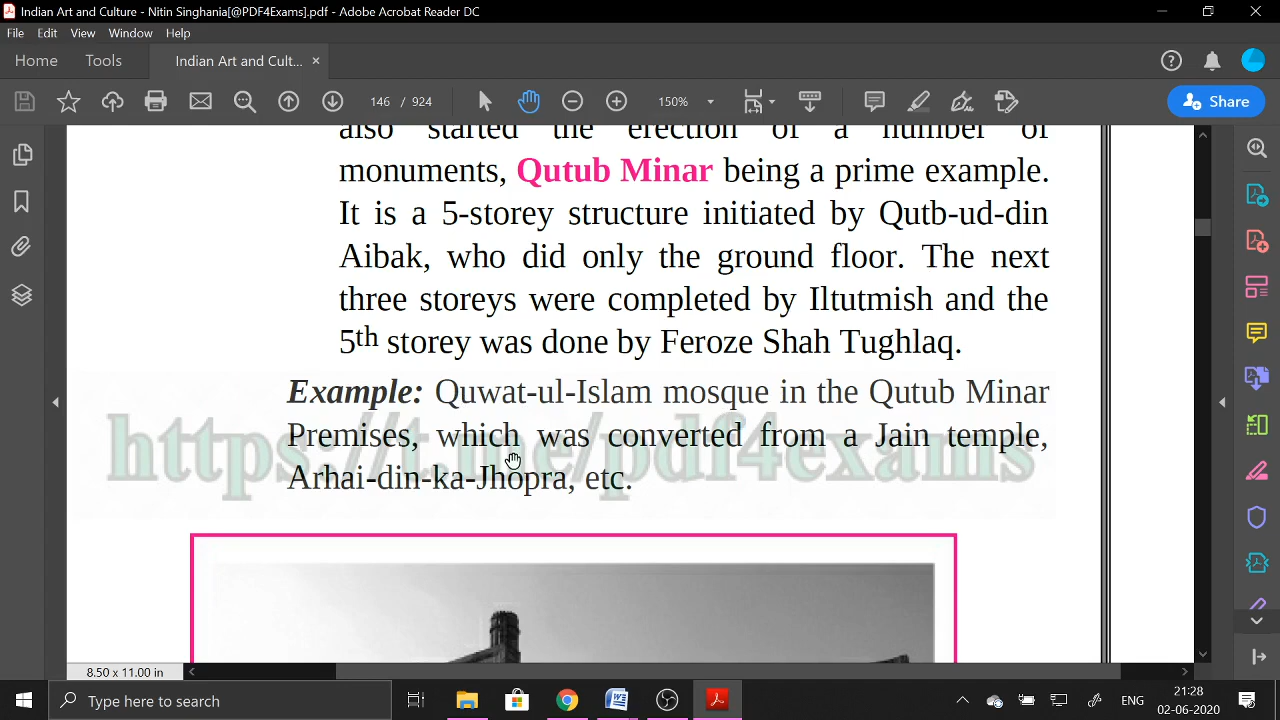 Indian Art and Culture - Nitin Singhania[@PDF4Exams].pdf - Adobe Acrobat Reader DC
File Edit View Window Help
Home Tools Indian Art and Cult... ×
146 / 924 150% Share
also started the erection of a number of
monuments, Qutub Minar being a prime example.
It is a 5-storey structure initiated by Qutb-ud-din
Aibak, who did only the ground floor. The next
three storeys were completed by Iltutmish and the
5th storey was done by Feroze Shah Tughlaq.
Example: Quwat-ul-Islam mosque in the Qutub Minar
Premises, which was converted from a Jain temple,
Arhai-din-ka-Jhopra, etc.
https://t.me/pdf4exams
8.50 x 11.00 in
Type here to search
ENG
21:28
02-06-2020